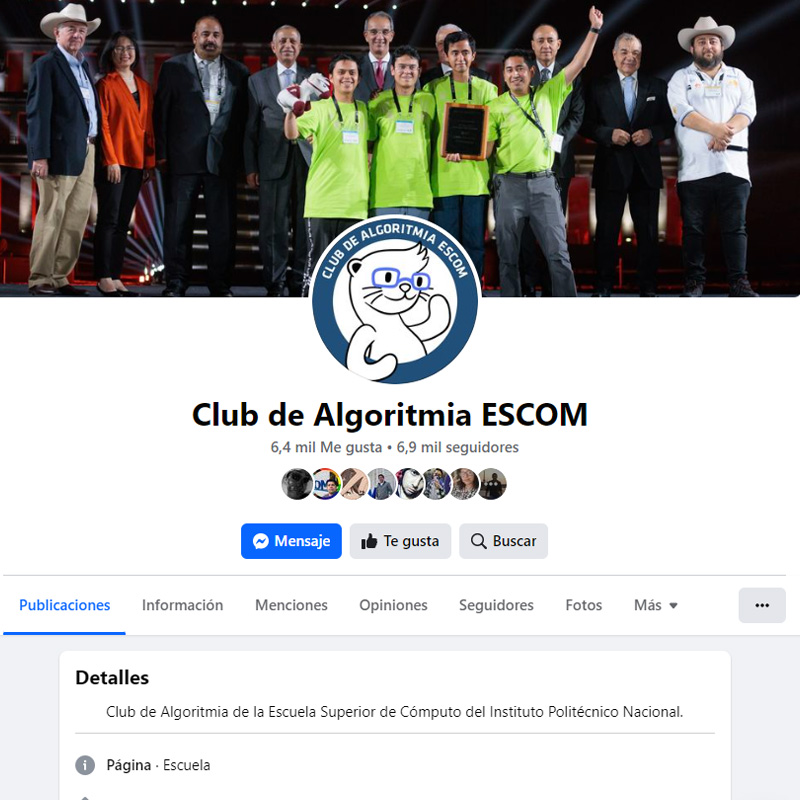 CLUB DE ALGORITMIA ESCOM
Club de Algoritmia ESCOM
6,4 mil Me gusta • 6,9 mil seguidores
Mensaje
Te gusta
Buscar
Publicaciones
Información
Menciones
Opiniones
Seguidores
Fotos
Más
Detalles
Club de Algoritmia de la Escuela Superior de Cómputo del Instituto Politécnico Nacional.
Página · Escuela